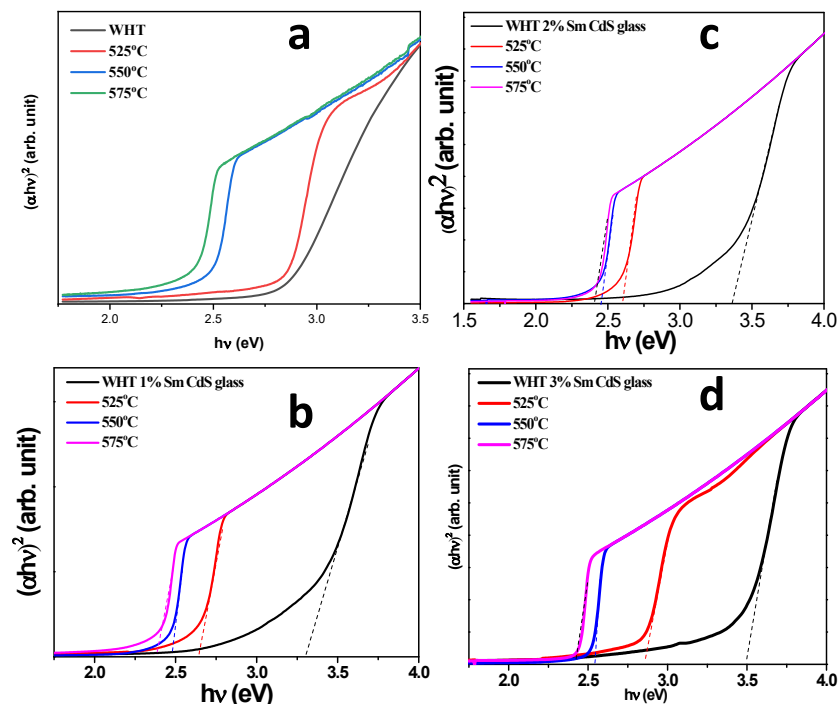 a
WHT
525°C
550°C
575°C
(αhν)² (arb. unit)
2.0 2.5 3.0 3.5
hν (eV)
c
WHT 2% Sm CdS glass
525°C
550°C
575°C
(αhν)2 (arb. unit)
1.5 2.0 2.5 3.0 3.5 4.0
hν (eV)
b
WHT 1% Sm CdS glass
525°C
550°C
575°C
(αhν)² (arb. unit)
2.0 2.5 3.0 3.5 4.0
hν (eV)
d
WHT 3% Sm CdS glass
525°C
550°C
575°C
(αhν)² (arb. unit)
2.0 2.5 3.0 3.5 4.0
hν (eV)